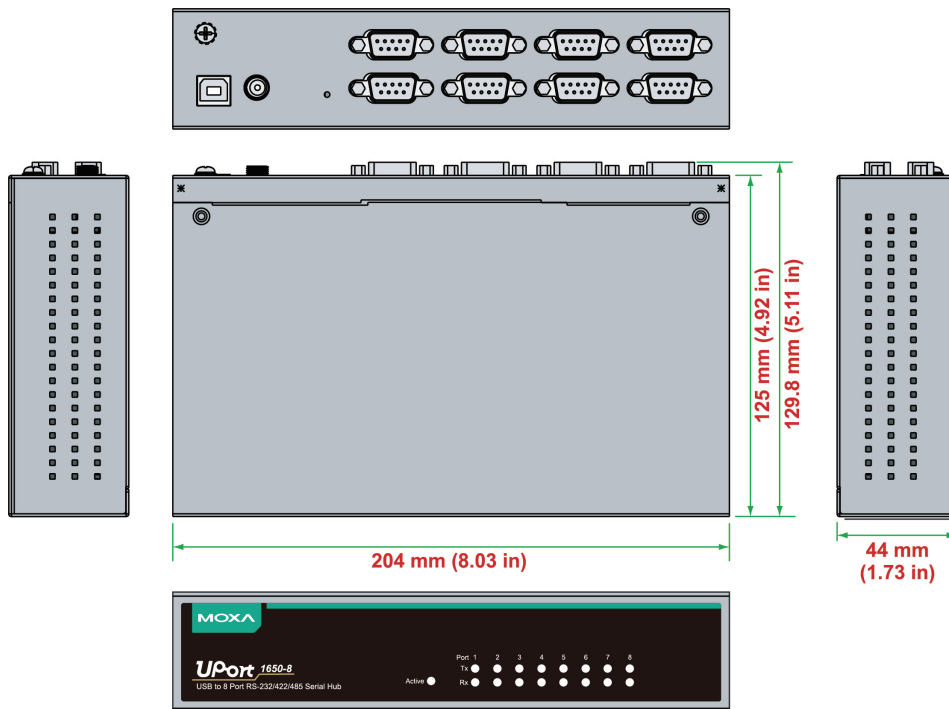 125 mm (4.92 in)
129.8 mm (5.11 in)
204 mm (8.03 in)
44 mm
(1.73 in)
MOXA
UPort 1650-8
USB to 8 Port RS-232/422/485 Serial Hub
Active
Port 1 2 3 4 5 6 7 8
Tx
Rx